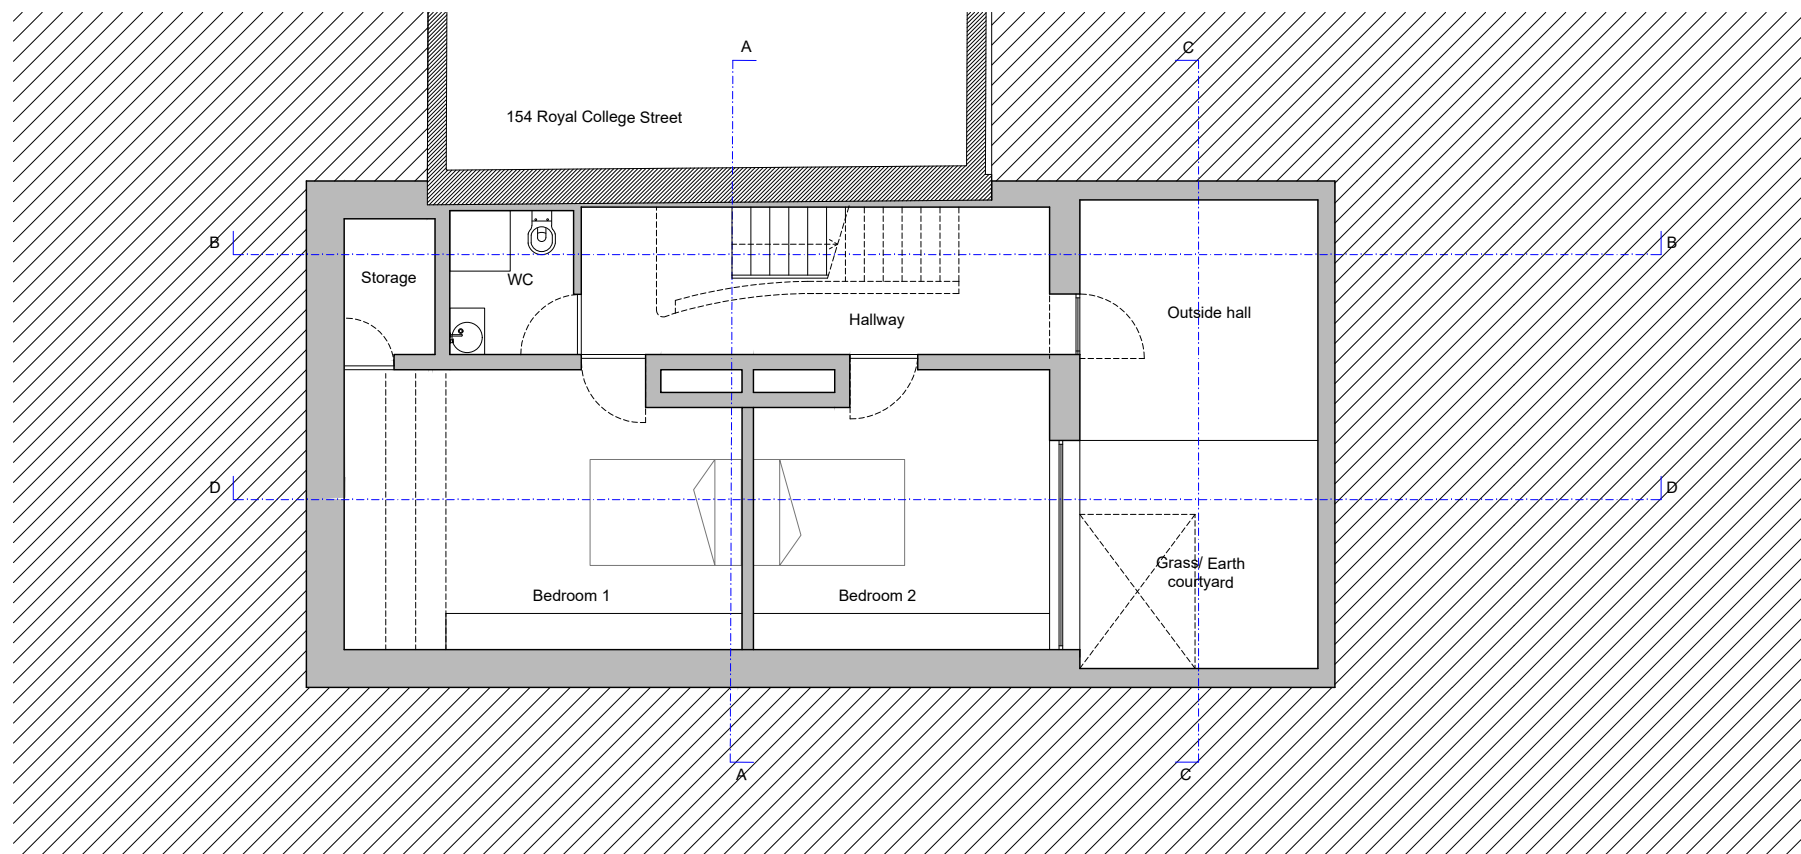 A
C
154 Royal College Street
B
B
Storage
WC
Hallway
Outside hall
D
D
Grass/ Earth
courtyard
Bedroom 1
Bedroom 2
A
C